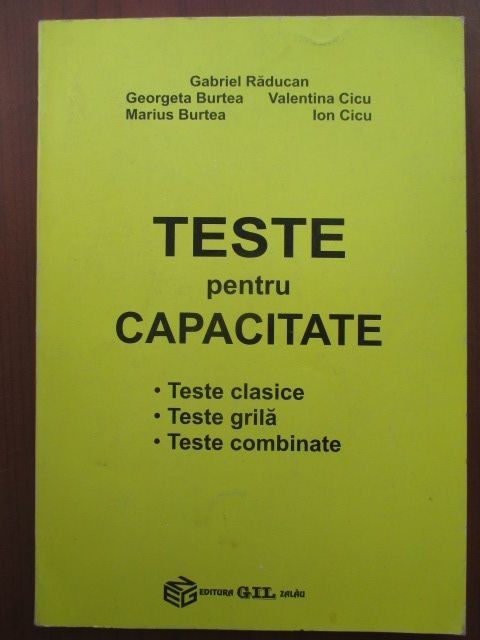 Gabriel Răducan
Georgeta Burtea Valentina Cicu
Marius Burtea Ion Cicu
TESTE
pentru
CAPACITATE
• Teste clasice
• Teste grilă
• Teste combinate
EDITURA GIL ZALĂU